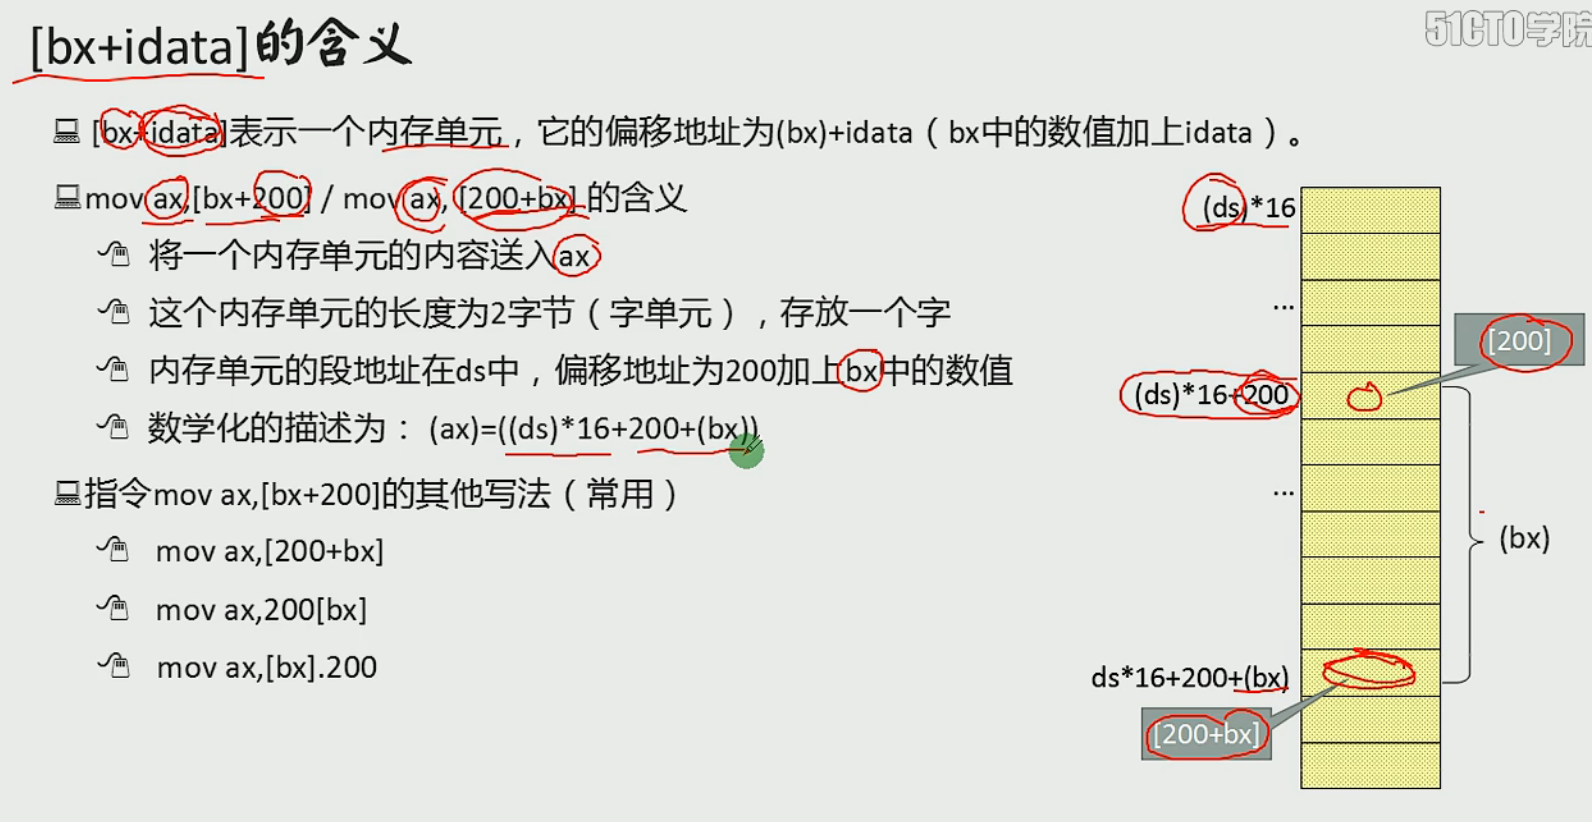 [bx+idata]的含义
51CTO学院
[bx+idata]表示一个内存单元，它的偏移地址为(bx)+idata（bx中的数值加上idata）。
mov ax,[bx+200] / mov ax, [200+bx] 的含义
将一个内存单元的内容送入ax
这个内存单元的长度为2字节（字单元），存放一个字
内存单元的段地址在ds中，偏移地址为200加上bx中的数值
数学化的描述为： (ax)=((ds)*16+200+(bx))
指令mov ax,[bx+200]的其他写法（常用）
mov ax,[200+bx]
mov ax,200[bx]
mov ax,[bx].200
(ds)*16
...
[200]
(ds)*16+200
...
(bx)
ds*16+200+(bx)
[200+bx]